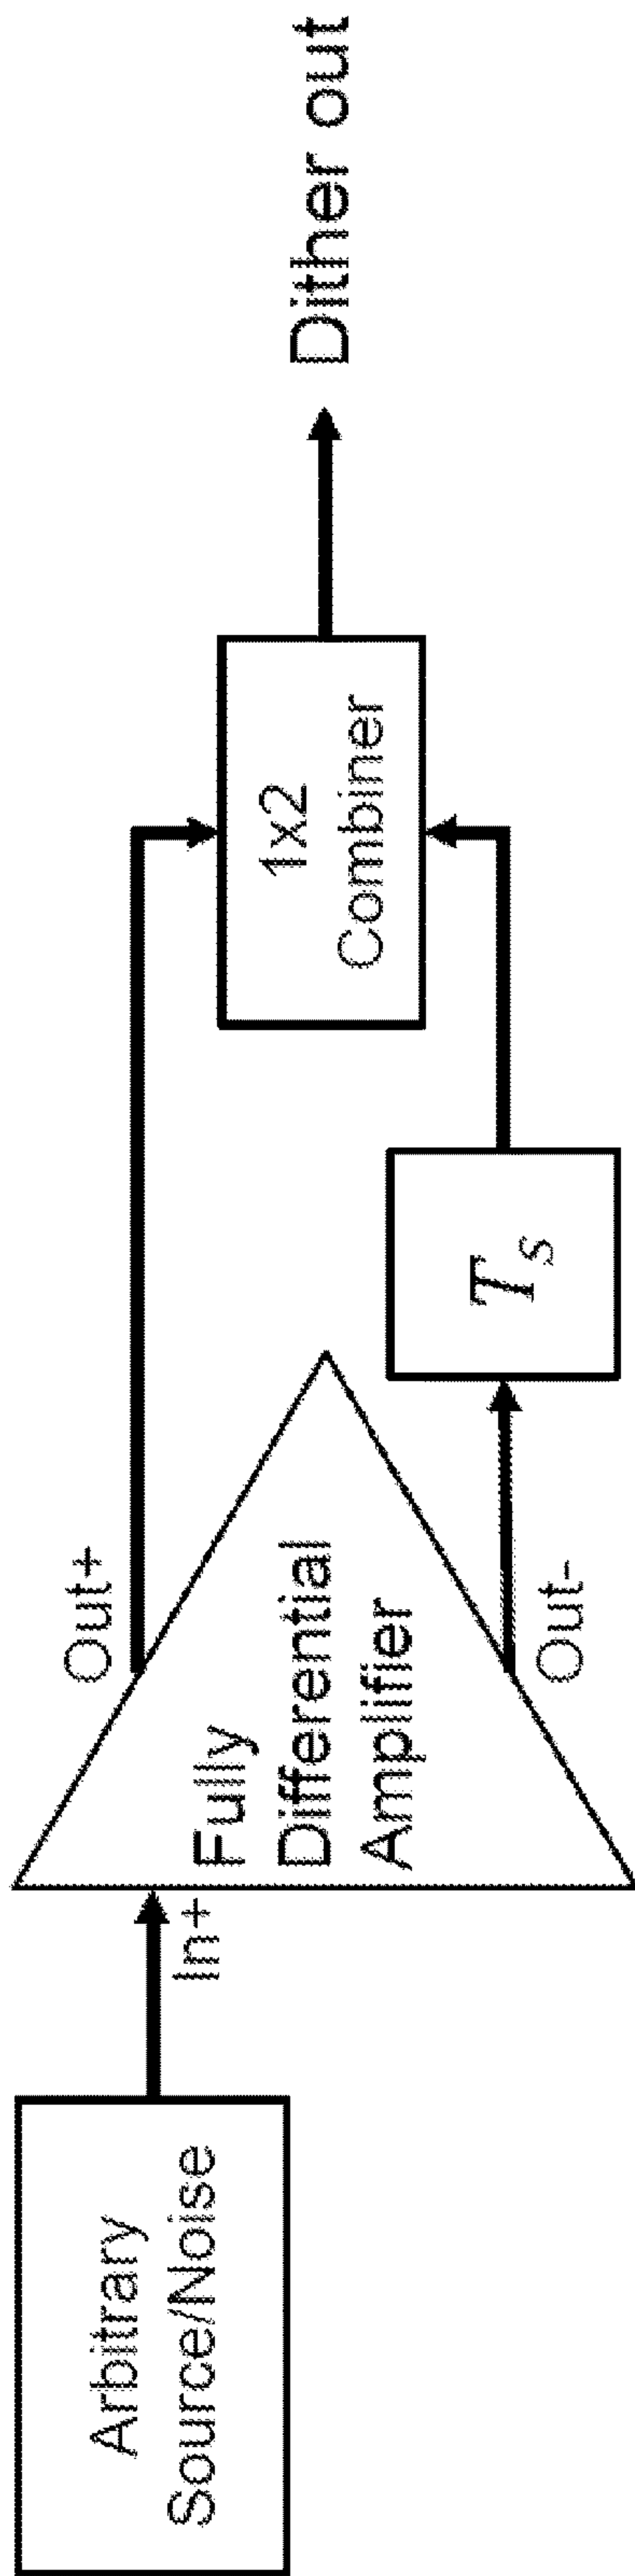 Arbitrary
Source/Noise
In+
Fully
Differential
Amplifier
Out+
Out-
T_s
1x2
Combiner
Dither out